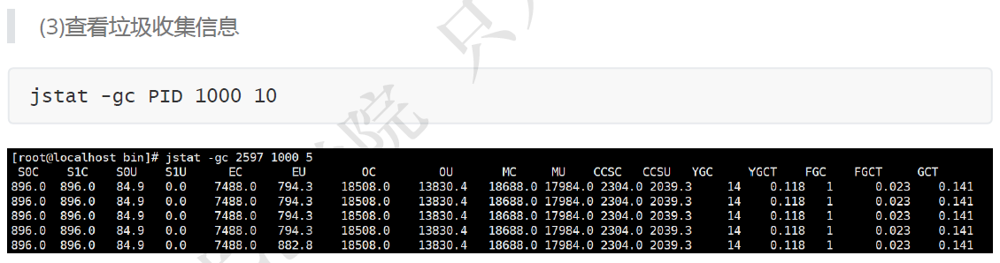 (3)查看垃圾收集信息
jstat -gc PID 1000 10
[root@localhost bin]# jstat -gc 2597 1000 5
S0C S1C S0U S1U EC EU OC OU MC MU CCSC CCSU YGC YGCT FGC FGCT GCT
896.0 896.0 84.9 0.0 7488.0 794.3 18508.0 13830.4 18688.0 17984.0 2304.0 2039.3 14 0.118 1 0.023 0.141
896.0 896.0 84.9 0.0 7488.0 794.3 18508.0 13830.4 18688.0 17984.0 2304.0 2039.3 14 0.118 1 0.023 0.141
896.0 896.0 84.9 0.0 7488.0 794.3 18508.0 13830.4 18688.0 17984.0 2304.0 2039.3 14 0.118 1 0.023 0.141
896.0 896.0 84.9 0.0 7488.0 794.3 18508.0 13830.4 18688.0 17984.0 2304.0 2039.3 14 0.118 1 0.023 0.141
896.0 896.0 84.9 0.0 7488.0 882.8 18508.0 13830.4 18688.0 17984.0 2304.0 2039.3 14 0.118 1 0.023 0.141
院 只